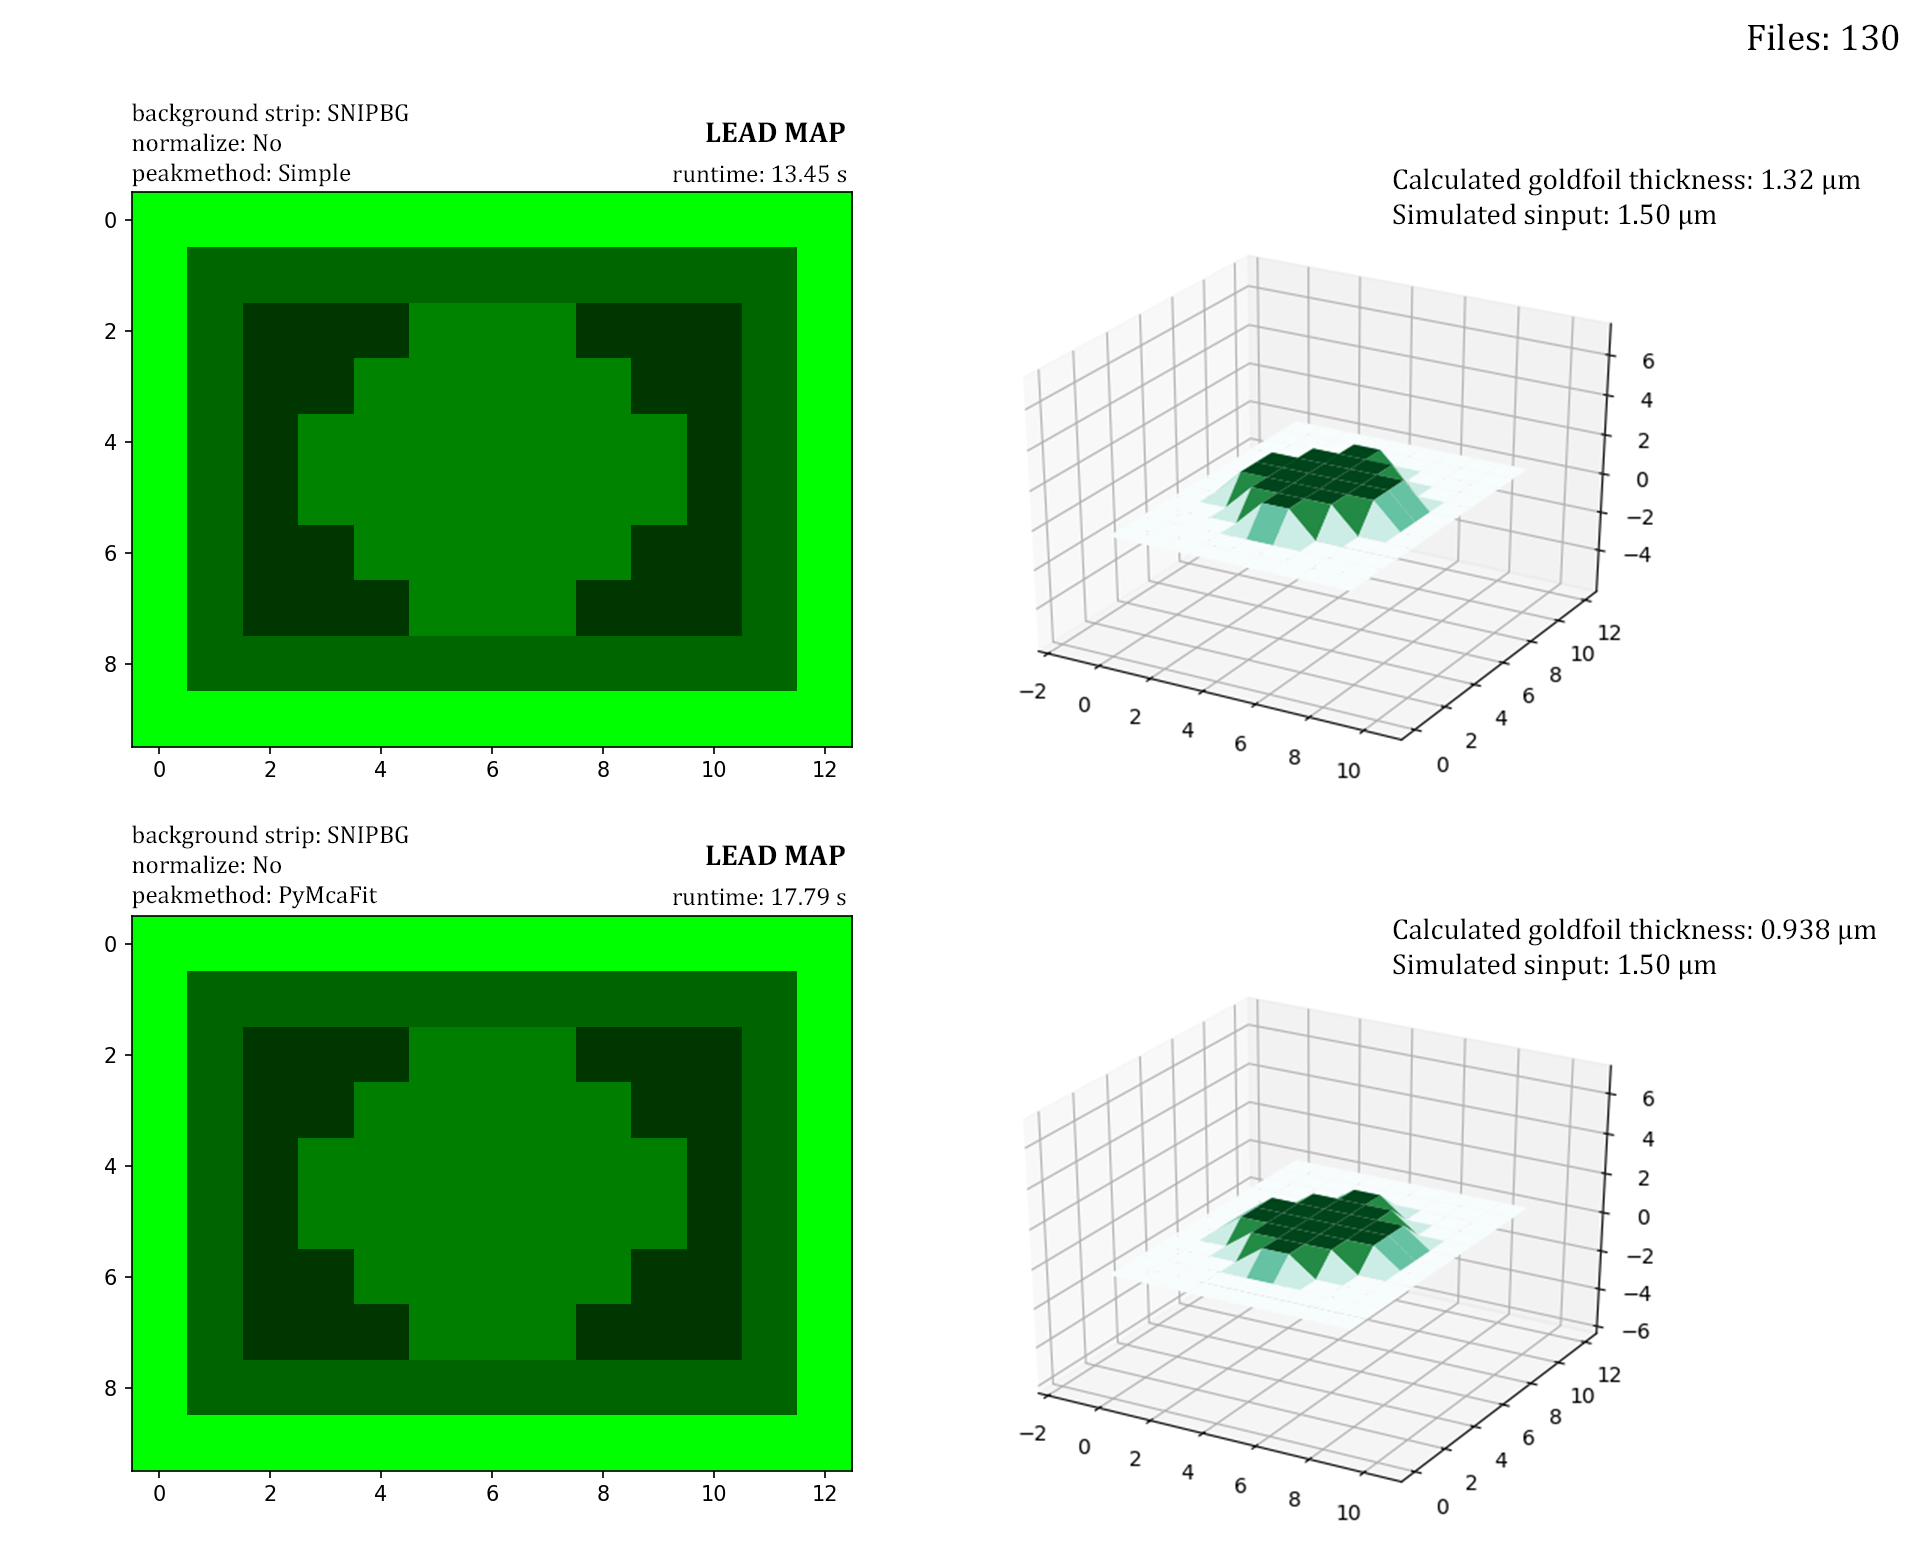 Files: 130
background strip: SNIPBG
normalize: No
peakmethod: Simple
LEAD MAP
runtime: 13.45 s
0
2
4
6
8
0 2 4 6 8 10 12
Calculated goldfoil thickness: 1.32 μm
Simulated sinput: 1.50 μm
6
4
2
0
−2
−4
−2 0 2 4 6 8 10
0 2 4 6 8 10 12
background strip: SNIPBG
normalize: No
peakmethod: PyMcaFit
LEAD MAP
runtime: 17.79 s
0
2
4
6
8
0 2 4 6 8 10 12
Calculated goldfoil thickness: 0.938 μm
Simulated sinput: 1.50 μm
6
4
2
0
−2
−4
−6
−2 0 2 4 6 8 10
0 2 4 6 8 10 12